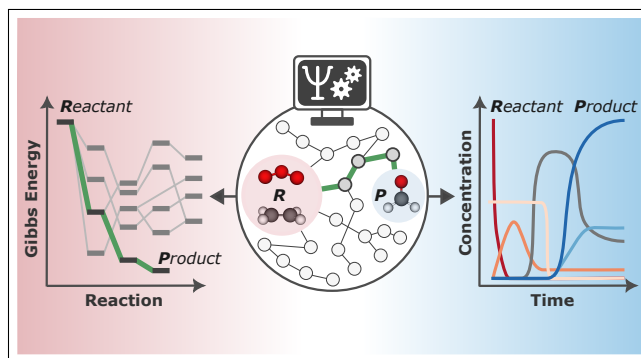 Ψ
Reactant
Product
Gibbs Energy
Reaction
R
P
Reactant Product
Concentration
Time